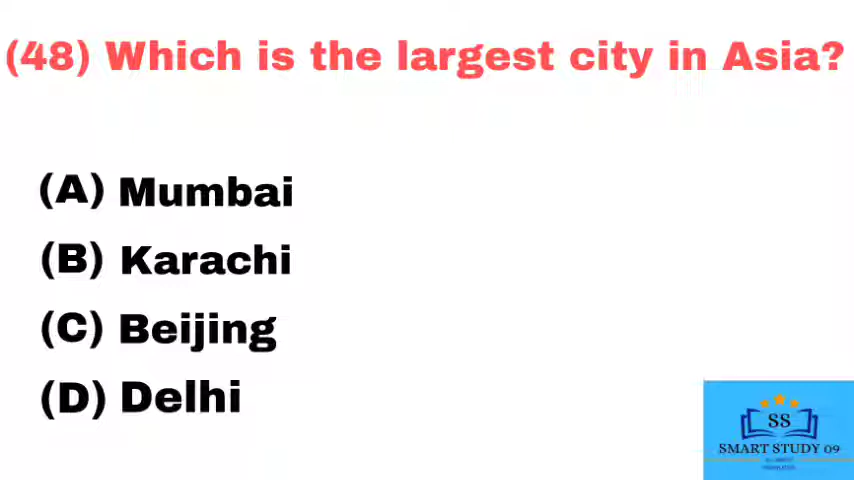 (48) Which is the largest city in Asia?
(A) Mumbai
(B) Karachi
(C) Beijing
(D) Delhi
SS
SMART STUDY 09